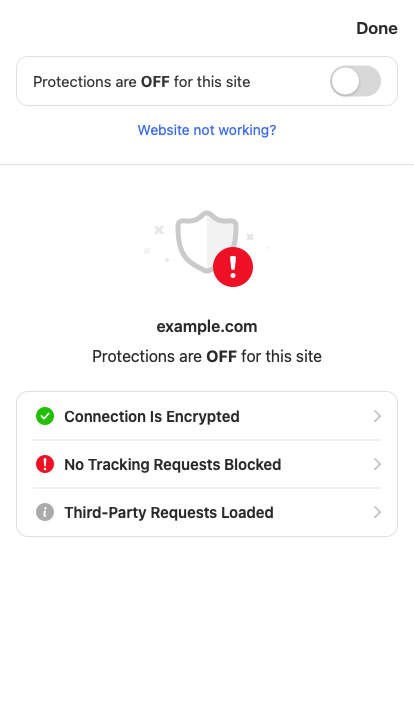 Done
Protections are OFF for this site
Website not working?
example.com
Protections are OFF for this site
Connection Is Encrypted
No Tracking Requests Blocked
Third-Party Requests Loaded